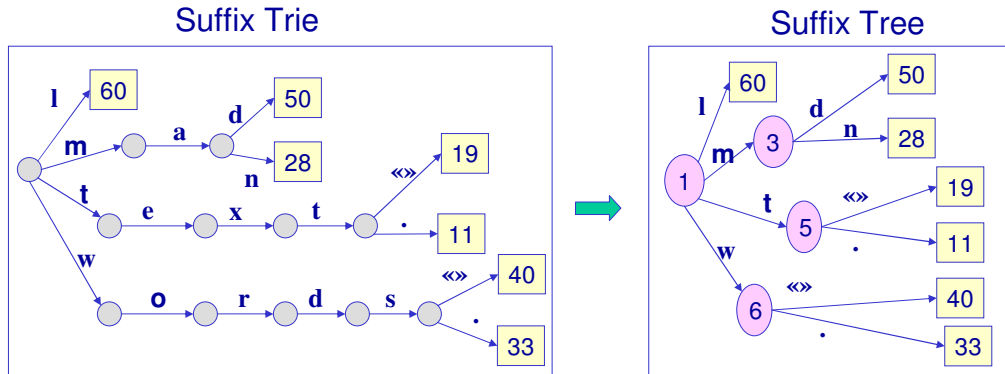 Suffix Trie
Suffix Tree
l
60
m
a
d
50
n
28
t
e
x
t
«»
19
.
11
w
o
r
d
s
«»
40
.
33
1
l
60
m
3
d
50
n
28
t
5
«»
19
.
11
w
6
«»
40
.
33